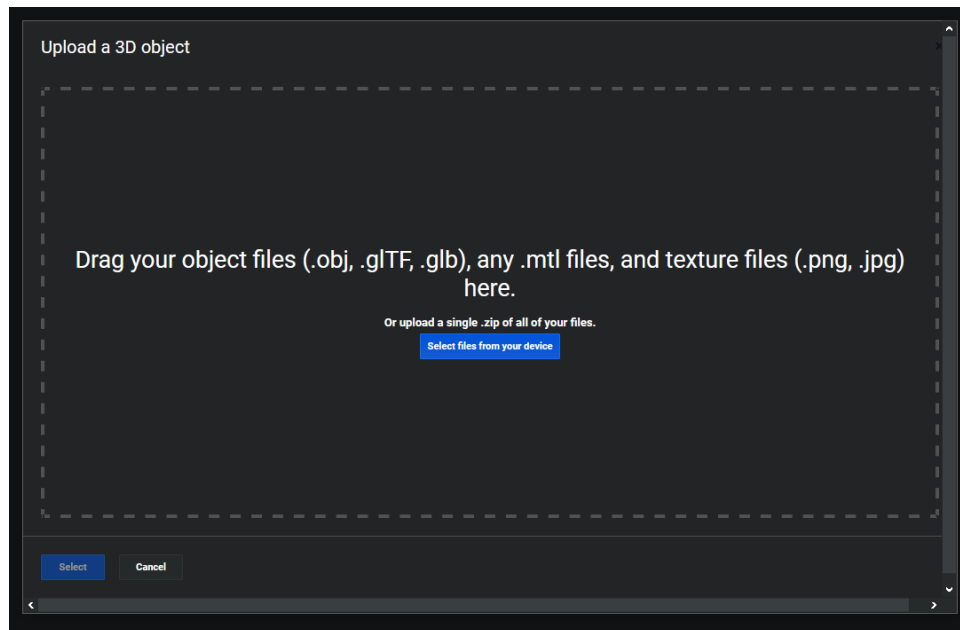 Upload a 3D object
Drag your object files (.obj, .glTF, .glb), any .mtl files, and texture files (.png, .jpg)
here.
Or upload a single .zip of all of your files.
Select files from your device
Select
Cancel